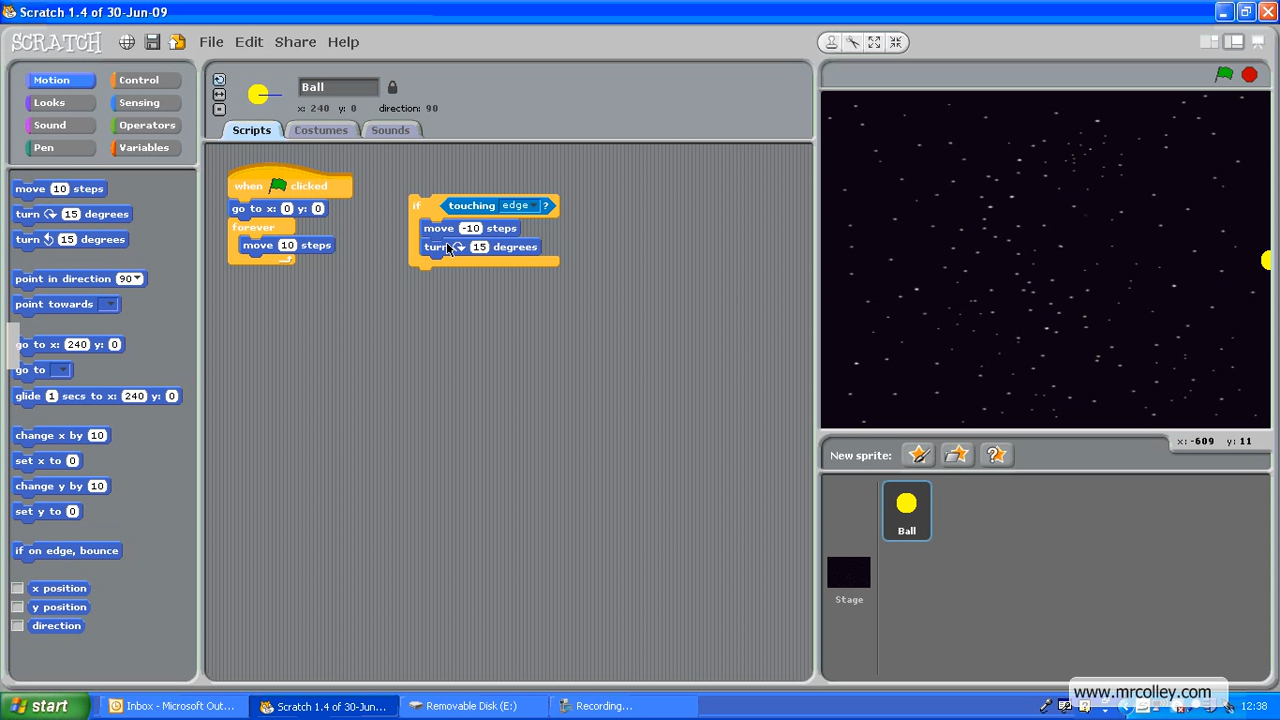 Scratch 1.4 of 30-Jun-09
SCRATCH File Edit Share Help
Motion Control
Looks Sensing
Sound Operators
Pen Variables
move 10 steps
turn 15 degrees
turn 15 degrees
point in direction 90
point towards
go to x: 240 y: 0
go to
glide 1 secs to x: 240 y: 0
change x by 10
set x to 0
change y by 10
set y to 0
if on edge, bounce
x position
y position
direction
Ball
x: 240 y: 0 direction: 90
Scripts Costumes Sounds
when clicked
go to x: 0 y: 0
forever
move 10 steps
if touching edge ?
move -10 steps
turn 15 degrees
x: -609 y: 11
New sprite:
Ball
Stage
www.mrcolley.com
start Inbox - Microsoft Out... Scratch 1.4 of 30-Jun... Removable Disk (E:) Recording... 12:38